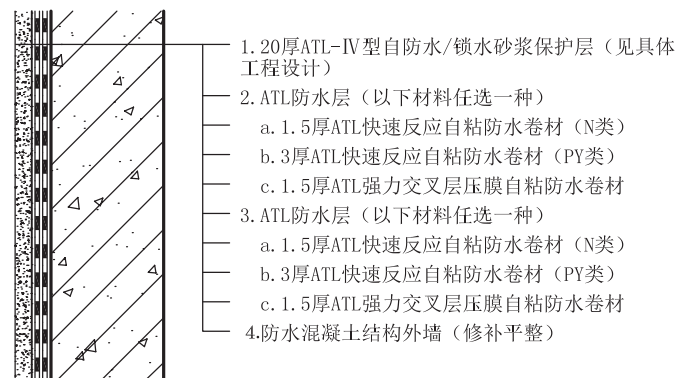 1.20厚ATL-Ⅳ型自防水/锁水砂浆保护层（见具体
工程设计）
2.ATL防水层（以下材料任选一种）
a.1.5厚ATL快速反应自粘防水卷材（N类）
b.3厚ATL快速反应自粘防水卷材（PY类）
c.1.5厚ATL强力交叉层压膜自粘防水卷材
3.ATL防水层（以下材料任选一种）
a.1.5厚ATL快速反应自粘防水卷材（N类）
b.3厚ATL快速反应自粘防水卷材（PY类）
c.1.5厚ATL强力交叉层压膜自粘防水卷材
4.防水混凝土结构外墙（修补平整）